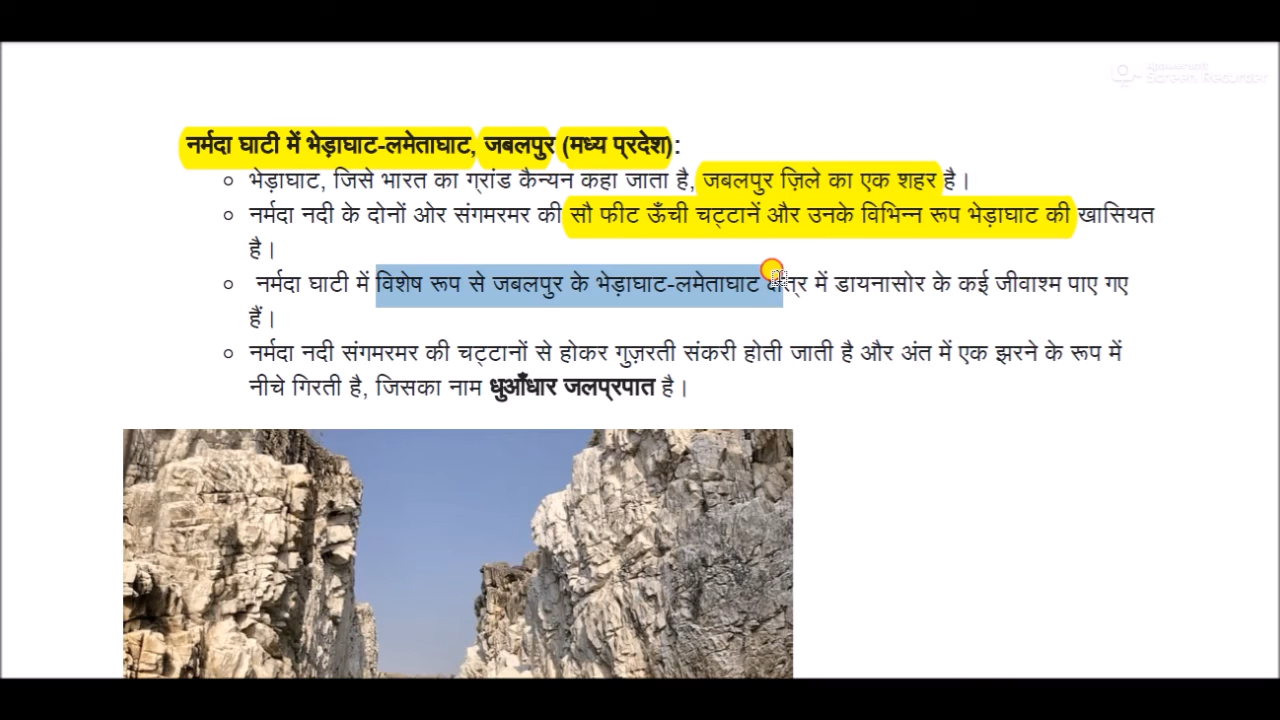 नर्मदा घाटी में भेड़ाघाट-लमेताघाट, जबलपुर (मध्य प्रदेश):
भेड़ाघाट, जिसे भारत का ग्रांड कैन्यन कहा जाता है, जबलपुर ज़िले का एक शहर है।
नर्मदा नदी के दोनों ओर संगमरमर की सौ फीट ऊँची चट्टानें और उनके विभिन्न रूप भेड़ाघाट की खासियत
है।
नर्मदा घाटी में विशेष रूप से जबलपुर के भेड़ाघाट-लमेताघाट क्षेत्र में डायनासोर के कई जीवाश्म पाए गए
हैं।
नर्मदा नदी संगमरमर की चट्टानों से होकर गुज़रती संकरी होती जाती है और अंत में एक झरने के रूप में
नीचे गिरती है, जिसका नाम धुआँधार जलप्रपात है।
Screen Recorder